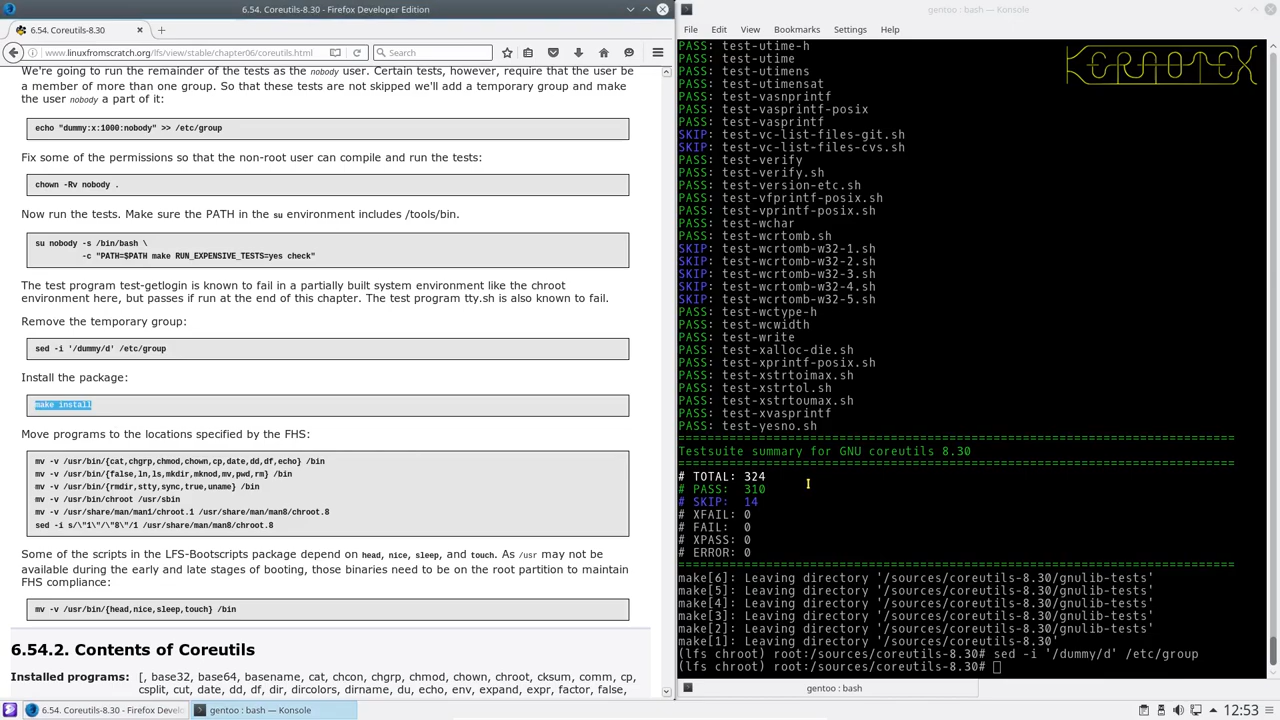 6.54. Coreutils-8.30 - Firefox Developer Edition
6.54. Coreutils-8.30
www.linuxfromscratch.org/lfs/view/stable/chapter06/coreutils.html
Search
We're going to run the remainder of the tests as the nobody user. Certain tests, however, require that the user be
a member of more than one group. So that these tests are not skipped we'll add a temporary group and make
the user nobody a part of it:
echo "dummy:x:1000:nobody" >> /etc/group
Fix some of the permissions so that the non-root user can compile and run the tests:
chown -Rv nobody .
Now run the tests. Make sure the PATH in the su environment includes /tools/bin.
su nobody -s /bin/bash \
-c "PATH=$PATH make RUN_EXPENSIVE_TESTS=yes check"
The test program test-getlogin is known to fail in a partially built system environment like the chroot
environment here, but passes if run at the end of this chapter. The test program tty.sh is also known to fail.
Remove the temporary group:
sed -i '/dummy/d' /etc/group
Install the package:
make install
Move programs to the locations specified by the FHS:
mv -v /usr/bin/{cat,chgrp,chmod,chown,cp,date,dd,df,echo} /bin
mv -v /usr/bin/{false,ln,ls,mkdir,mknod,mv,pwd,rm} /bin
mv -v /usr/bin/{rmdir,stty,sync,true,uname} /bin
mv -v /usr/bin/chroot /usr/sbin
mv -v /usr/share/man/man1/chroot.1 /usr/share/man/man8/chroot.8
sed -i s/\"1\"/\"8\"/1 /usr/share/man/man8/chroot.8
Some of the scripts in the LFS-Bootscripts package depend on head, nice, sleep, and touch. As /usr may not be
available during the early and late stages of booting, those binaries need to be on the root partition to maintain
FHS compliance:
mv -v /usr/bin/{head,nice,sleep,touch} /bin
6.54.2. Contents of Coreutils
Installed programs: [, base32, base64, basename, cat, chcon, chgrp, chmod, chown, chroot, cksum, comm, cp,
csplit, cut, date, dd, df, dir, dircolors, dirname, du, echo, env, expand, expr, factor, false,
gentoo : bash — Konsole
File Edit View Bookmarks Settings Help
KERNOTEX
PASS: test-utime-h
PASS: test-utime
PASS: test-utimens
PASS: test-utimensat
PASS: test-vasnprintf
PASS: test-vasprintf-posix
PASS: test-vasprintf
SKIP: test-vc-list-files-git.sh
SKIP: test-vc-list-files-cvs.sh
PASS: test-verify
PASS: test-verify.sh
PASS: test-version-etc.sh
PASS: test-vfprintf-posix.sh
PASS: test-vprintf-posix.sh
PASS: test-wchar
PASS: test-wcrtomb.sh
SKIP: test-wcrtomb-w32-1.sh
SKIP: test-wcrtomb-w32-2.sh
SKIP: test-wcrtomb-w32-3.sh
SKIP: test-wcrtomb-w32-4.sh
SKIP: test-wcrtomb-w32-5.sh
PASS: test-wctype-h
PASS: test-wcwidth
PASS: test-write
PASS: test-xalloc-die.sh
PASS: test-xprintf-posix.sh
PASS: test-xstrtoimax.sh
PASS: test-xstrtol.sh
PASS: test-xstrtoumax.sh
PASS: test-xvasprintf
PASS: test-yesno.sh
============================================================================
Testsuite summary for GNU coreutils 8.30
============================================================================
# TOTAL: 324
# PASS: 310
# SKIP: 14
# XFAIL: 0
# FAIL: 0
# XPASS: 0
# ERROR: 0
============================================================================
make[6]: Leaving directory '/sources/coreutils-8.30/gnulib-tests'
make[5]: Leaving directory '/sources/coreutils-8.30/gnulib-tests'
make[4]: Leaving directory '/sources/coreutils-8.30/gnulib-tests'
make[3]: Leaving directory '/sources/coreutils-8.30/gnulib-tests'
make[2]: Leaving directory '/sources/coreutils-8.30/gnulib-tests'
make[1]: Leaving directory '/sources/coreutils-8.30'
(lfs chroot) root:/sources/coreutils-8.30# sed -i '/dummy/d' /etc/group
(lfs chroot) root:/sources/coreutils-8.30#
gentoo : bash
6.54. Coreutils-8.30 - Firefox Devel
gentoo : bash — Konsole
12:53